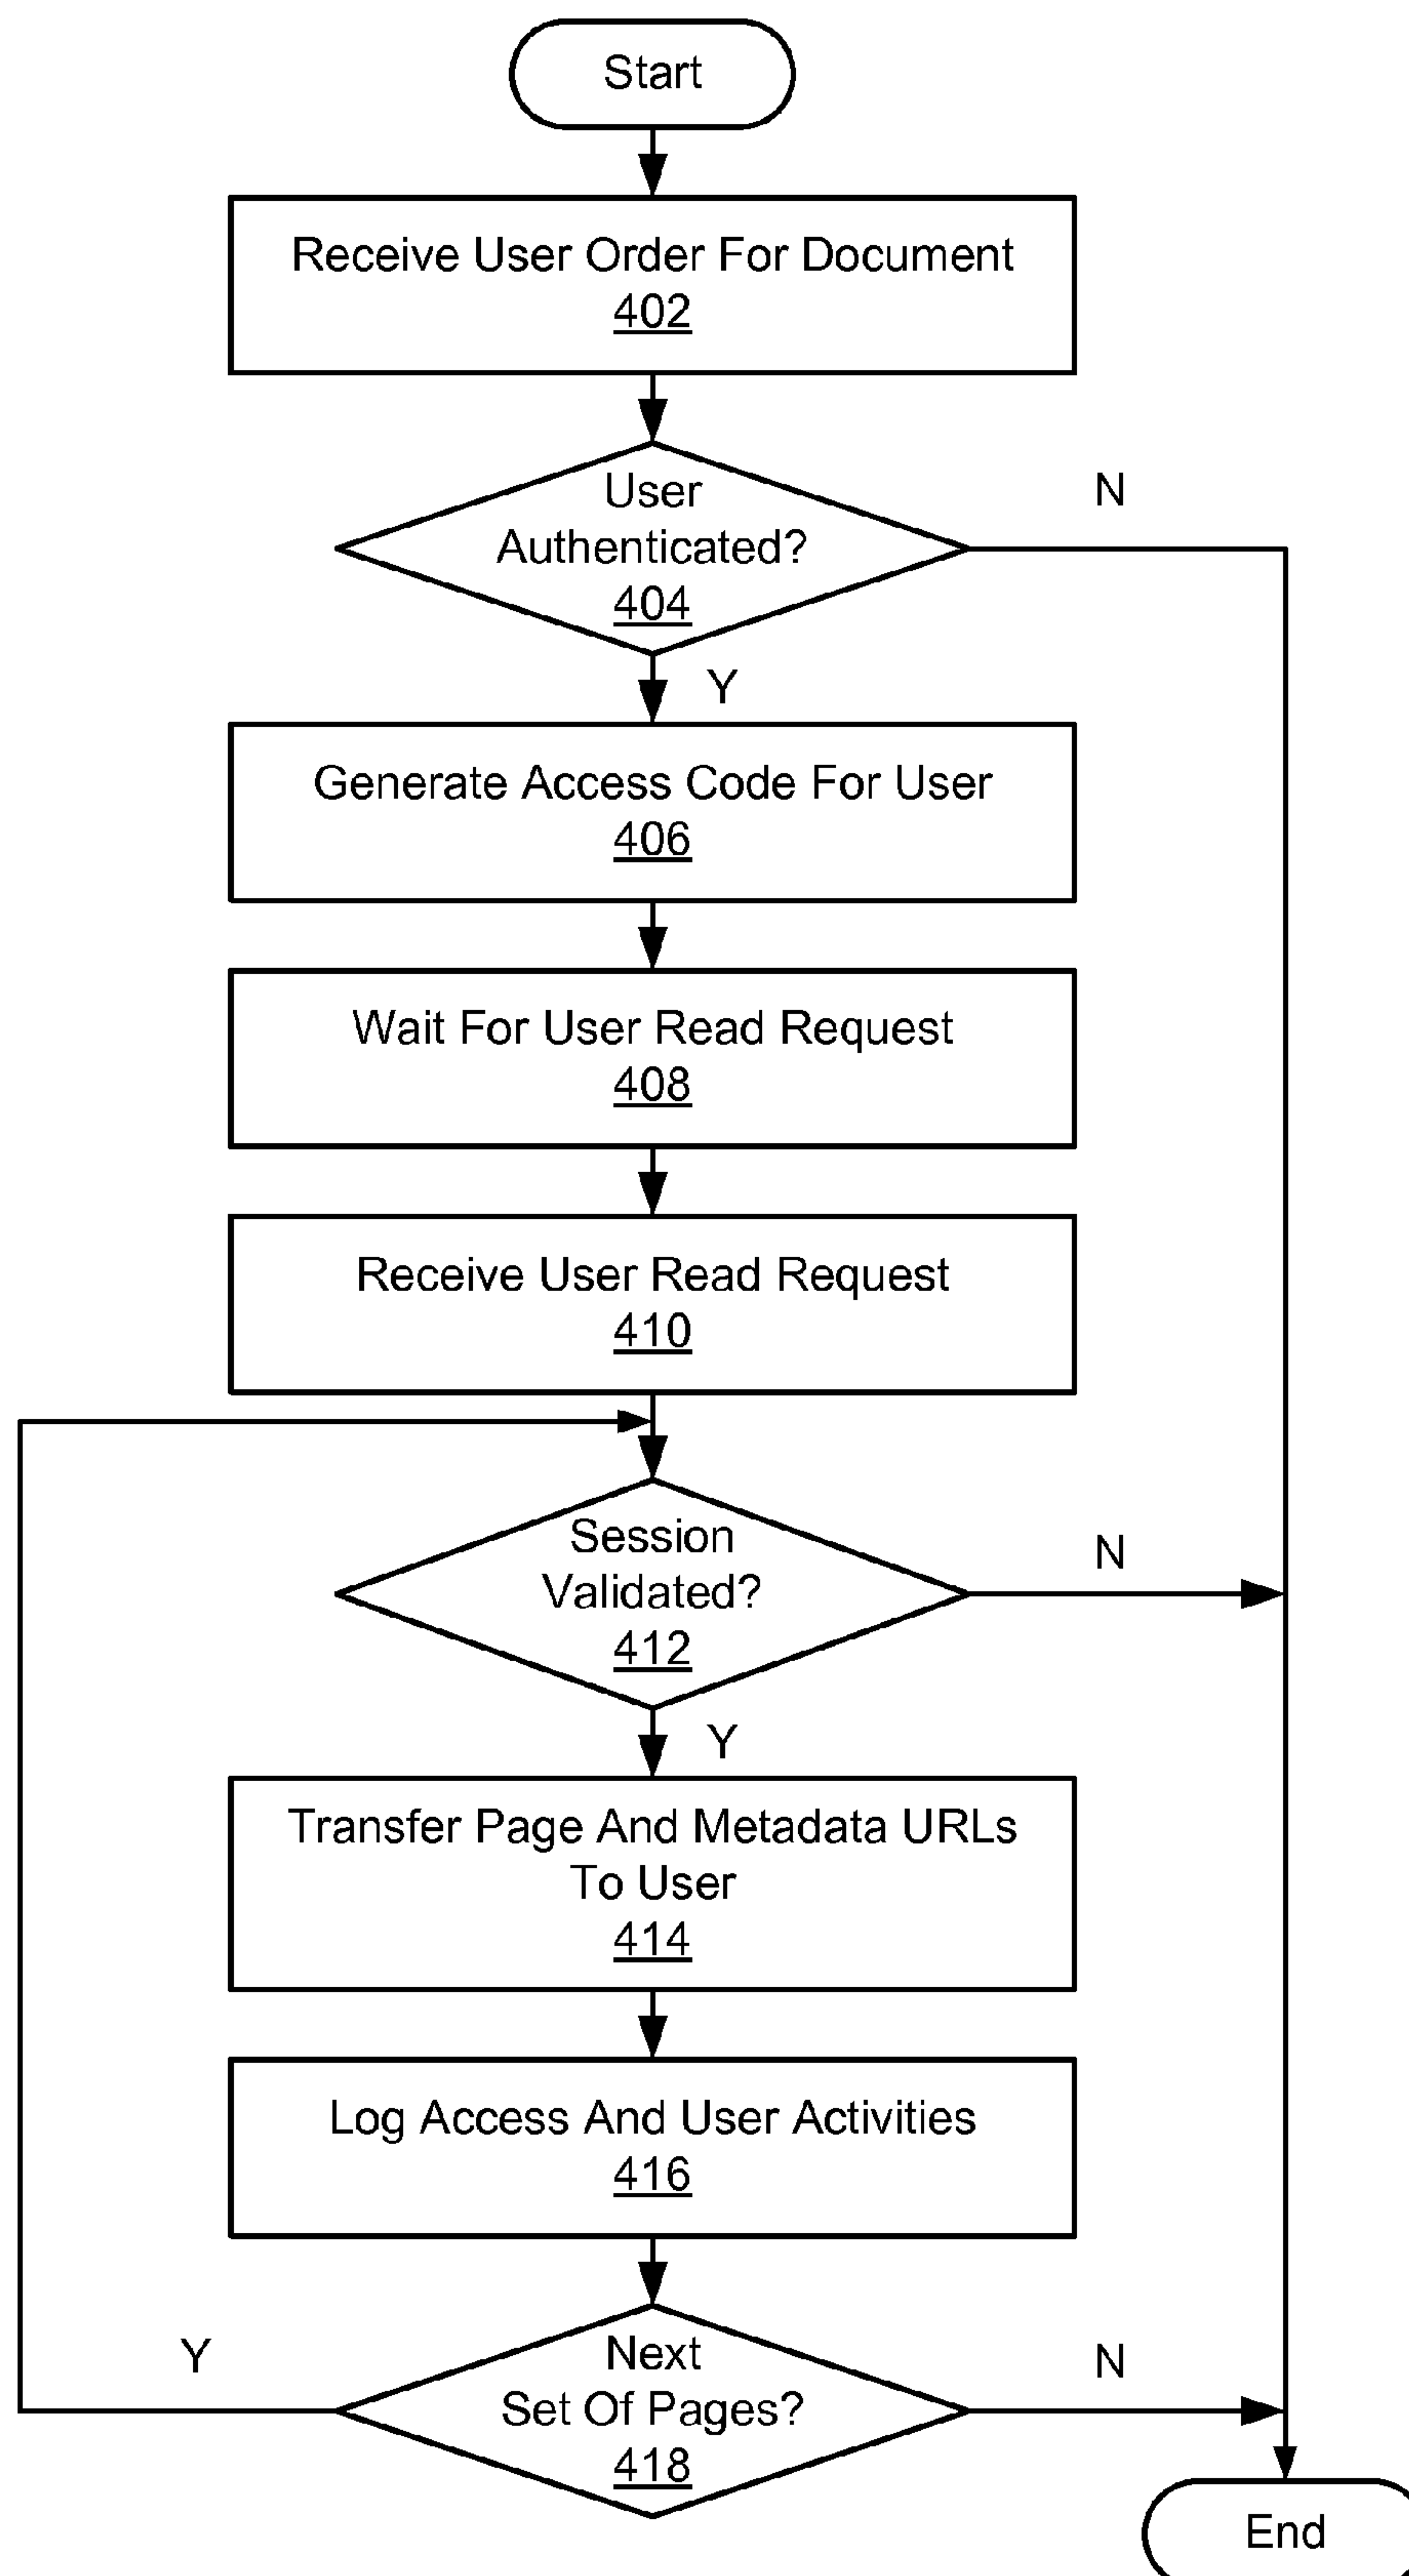 Start
Receive User Order For Document
402
User
Authenticated?
404
N
Y
Generate Access Code For User
406
Wait For User Read Request
408
Receive User Read Request
410
Session
Validated?
412
N
Y
Transfer Page And Metadata URLs
To User
414
Log Access And User Activities
416
Y
Next
Set Of Pages?
418
N
End